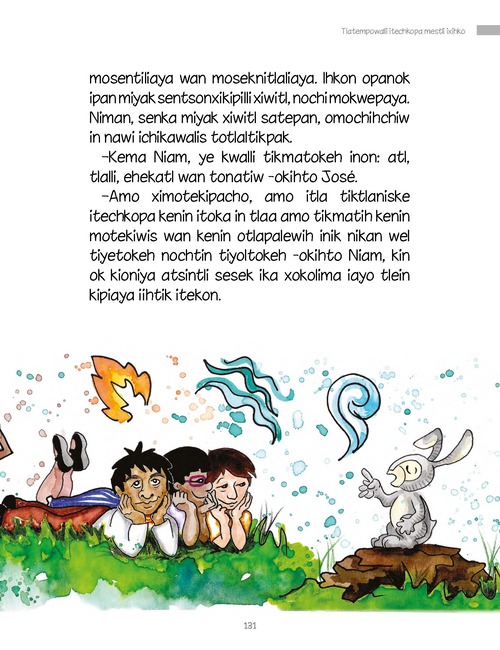 Tlatempowalli itechkopa mestli ixihko
mosentiliaya wan moseknitlaliaya. Ihkon opanok
ipan miyak sentsonxikipilli xiwitl, nochi mokwepaya.
Niman, senka miyak xiwitl satepan, omochihchiw
in nawi ichikawalis totlaltikpak.
–Kema Niam, ye kwalli tikmatokeh inon: atl,
tlalli, ehekatl wan tonatiw -okihto José.
–Amo ximotekipacho, amo itla tiktlaniske
itechkopa kenin itoka in tlaa amo tikmatih kenin
motekiwis wan kenin otlapalewih inik nikan wel
tiyetokeh nochtin tiyoltokeh -okihto Niam, kin
ok kioniya atsintli sesek ika xokolima iayo tlein
kipiaya iihtik itekon.
131